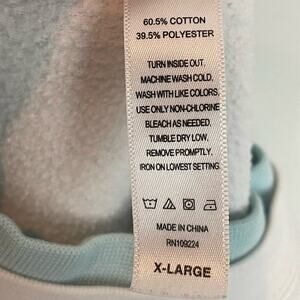 60.5% COTTON
39.5% POLYESTER
TURN INSIDE OUT,
MACHINE WASH COLD,
WASH WITH LIKE COLORS,
USE ONLY NON-CHLORINE
BLEACH AS NEEDED,
TUMBLE DRY LOW,
REMOVE PROMPTLY,
IRON ON LOWEST SETTING
MADE IN CHINA
RN109224
X-LARGE